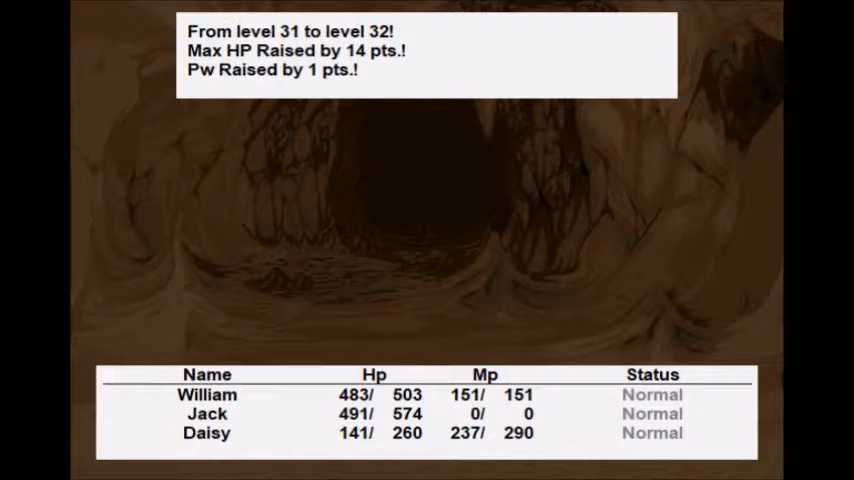 From level 31 to level 32!
Max HP Raised by 14 pts.!
Pw Raised by 1 pts.!
Name Hp Mp Status
William 483/ 503 151/ 151 Normal
Jack 491/ 574 0/ 0 Normal
Daisy 141/ 260 237/ 290 Normal